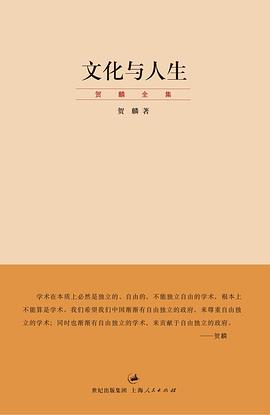 文化与人生
贺麟全集
贺 麟 著
学术在本质上必然是独立的、自由的，不能独立自由的学术，根本上
不能算是学术。我们希望我们中国渐渐有自由独立的政府，来尊重自由独
立的学术；同时也渐渐有自由独立的学术，来贡献于自由独立的政府。
——贺麟
世纪出版集团 上海人民出版社